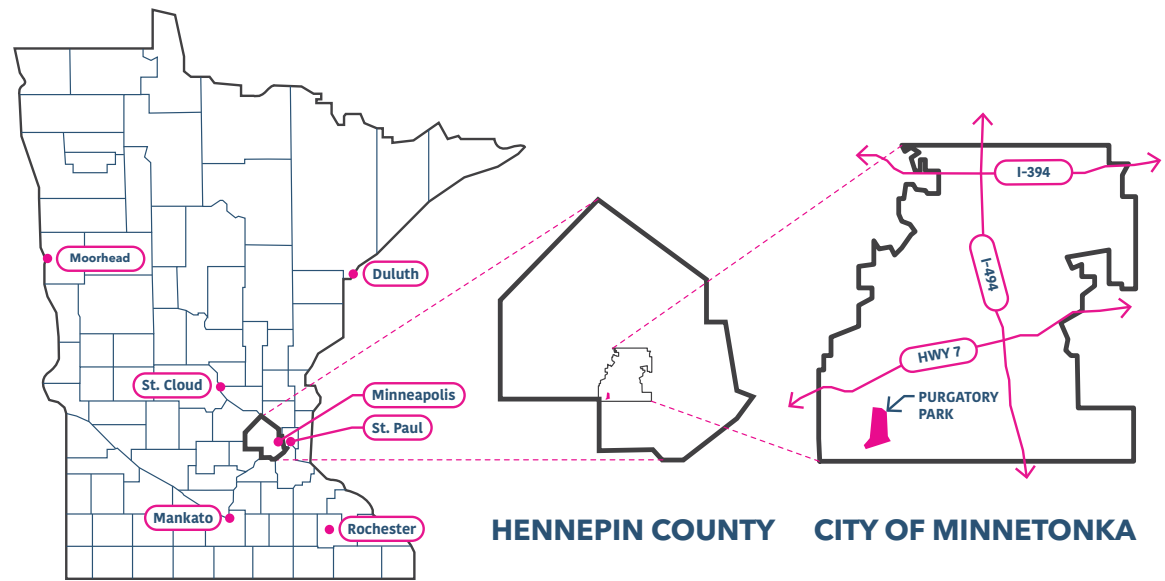 Moorhead
Duluth
St. Cloud
Minneapolis
St. Paul
Mankato
Rochester
HENNEPIN COUNTY
I-394
I-494
HWY 7
PURGATORY
PARK
CITY OF MINNETONKA